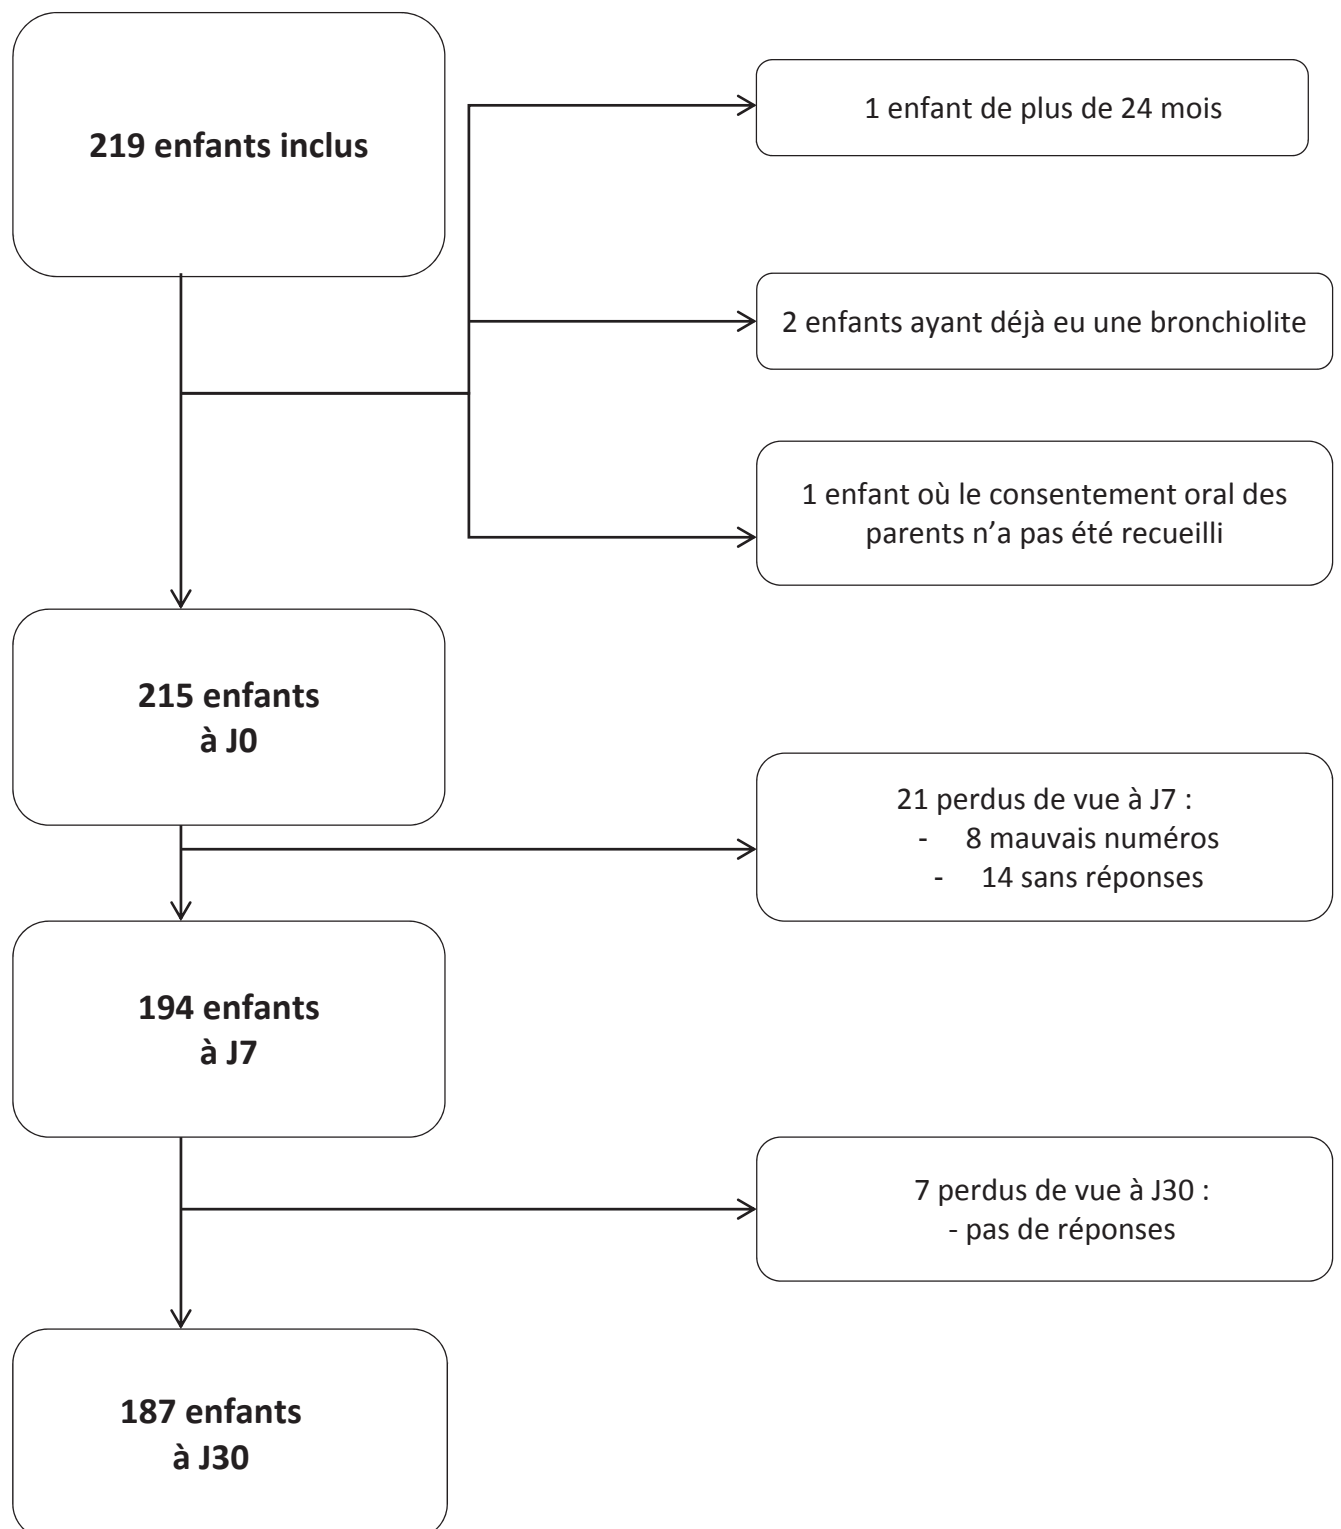 219 enfants inclus
1 enfant de plus de 24 mois
2 enfants ayant déjà eu une bronchiolite
1 enfant où le consentement oral des
parents n’a pas été recueilli
215 enfants
à J0
21 perdus de vue à J7 :
- 8 mauvais numéros
- 14 sans réponses
194 enfants
à J7
7 perdus de vue à J30 :
- pas de réponses
187 enfants
à J30